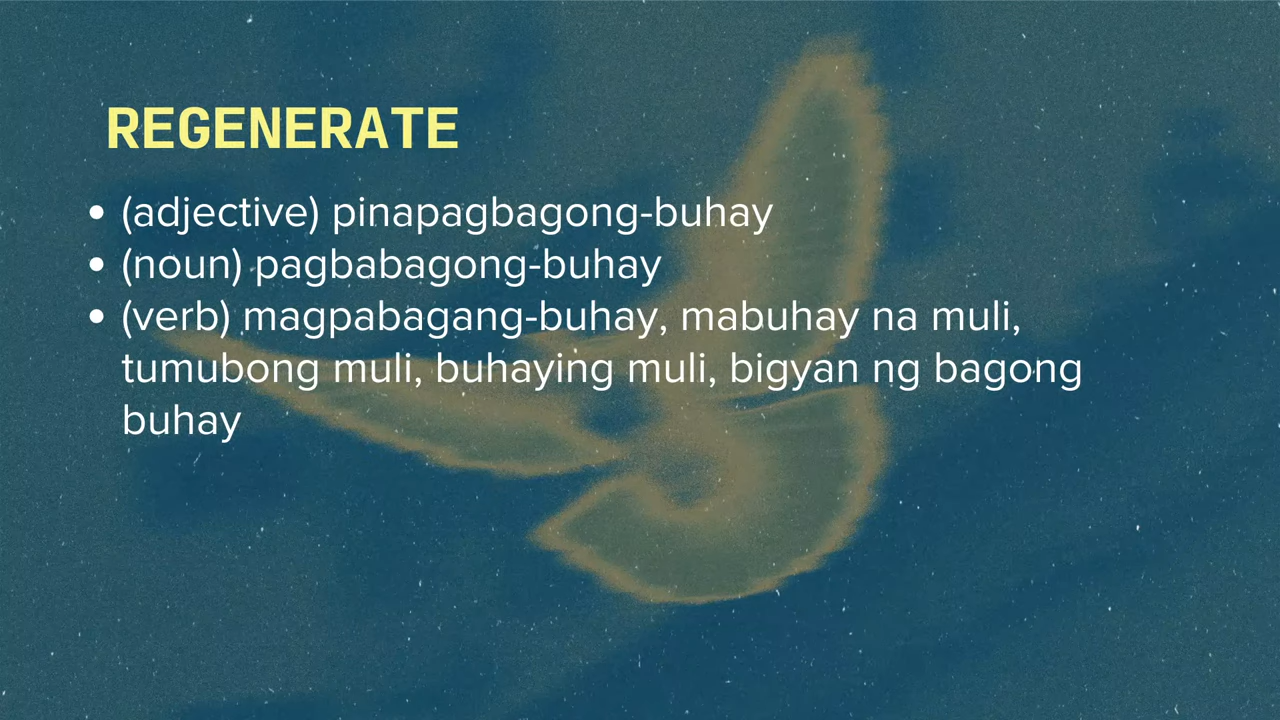 REGENERATE
• (adjective) pinapagbagong-buhay
• (noun) pagbabagong-buhay
• (verb) magpabagang-buhay, mabuhay na muli,
tumubong muli, buhaying muli, bigyan ng bagong
buhay